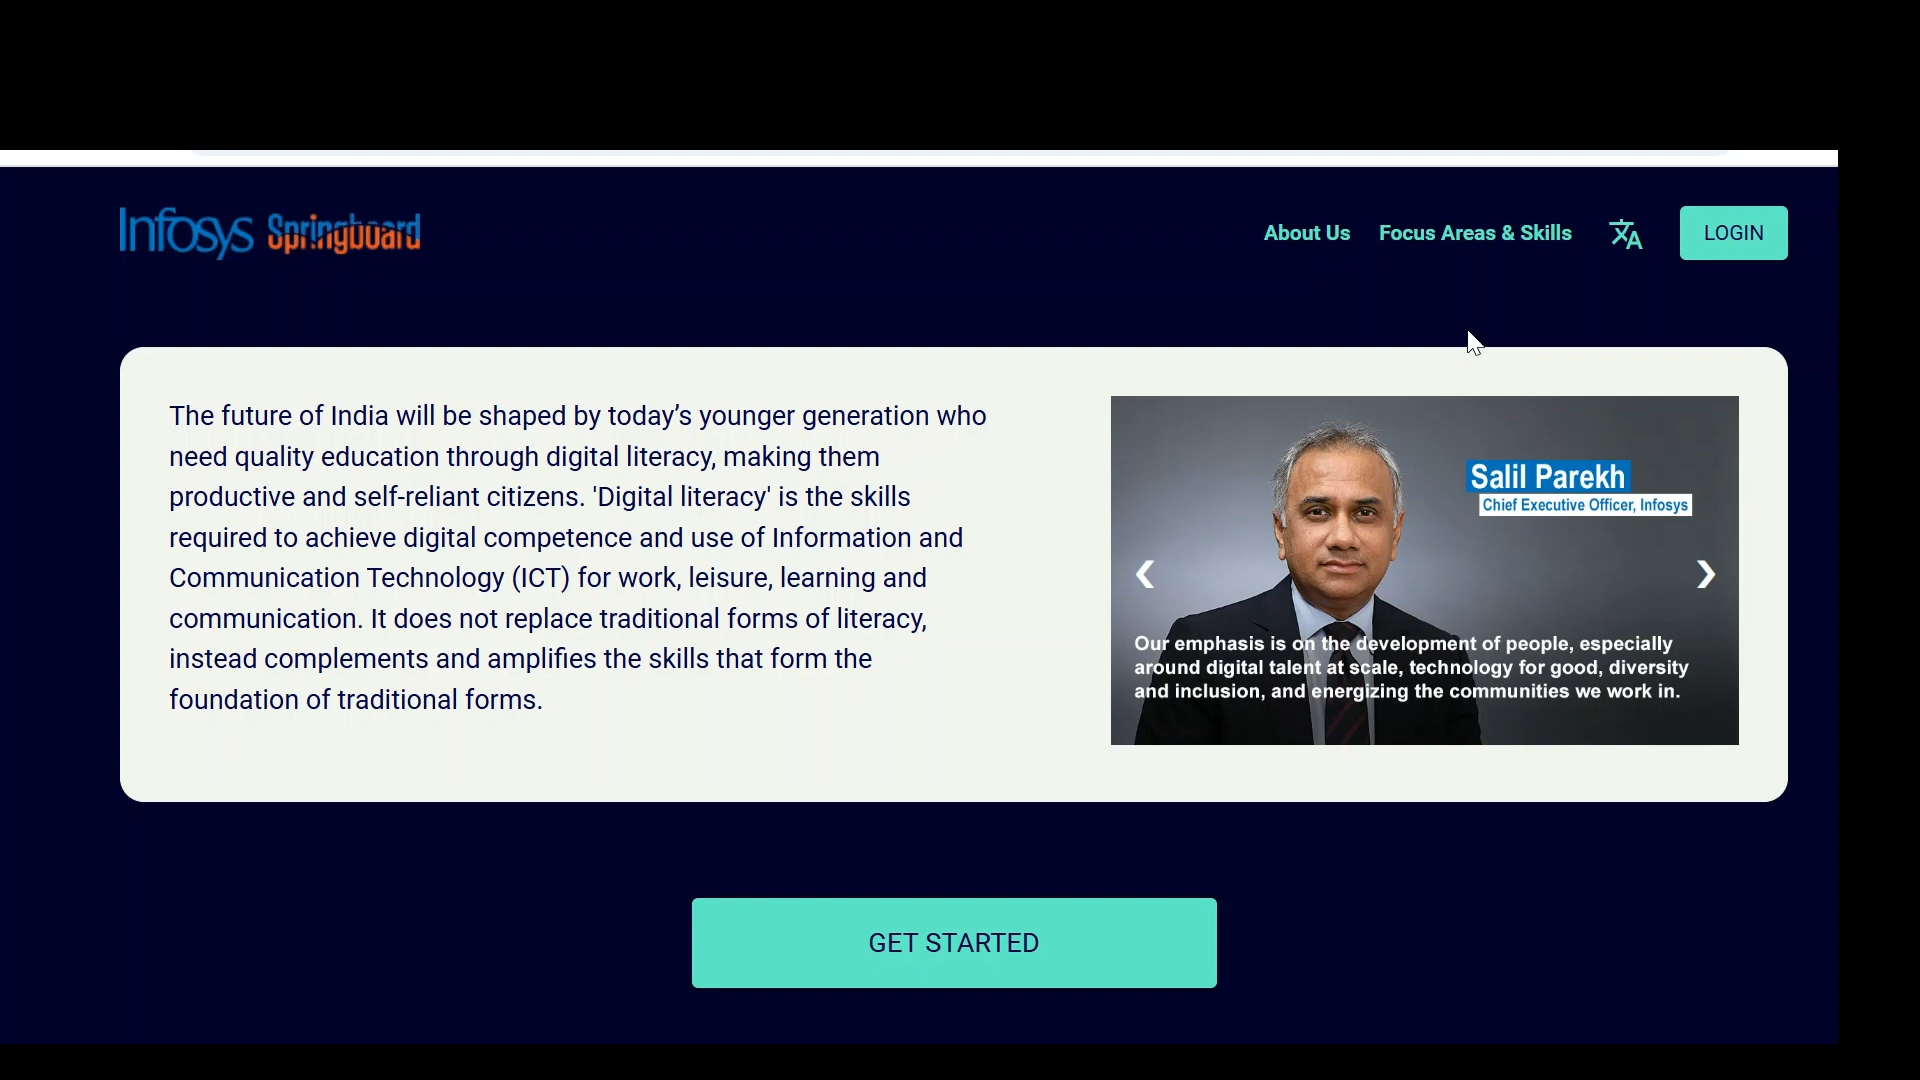 Infosys Springboard
About Us
Focus Areas & Skills
LOGIN
The future of India will be shaped by today’s younger generation who
need quality education through digital literacy, making them
productive and self-reliant citizens. 'Digital literacy' is the skills
required to achieve digital competence and use of Information and
Communication Technology (ICT) for work, leisure, learning and
communication. It does not replace traditional forms of literacy,
instead complements and amplifies the skills that form the
foundation of traditional forms.
Salil Parekh
Chief Executive Officer, Infosys
Our emphasis is on the development of people, especially
around digital talent at scale, technology for good, diversity
and inclusion, and energizing the communities we work in.
GET STARTED